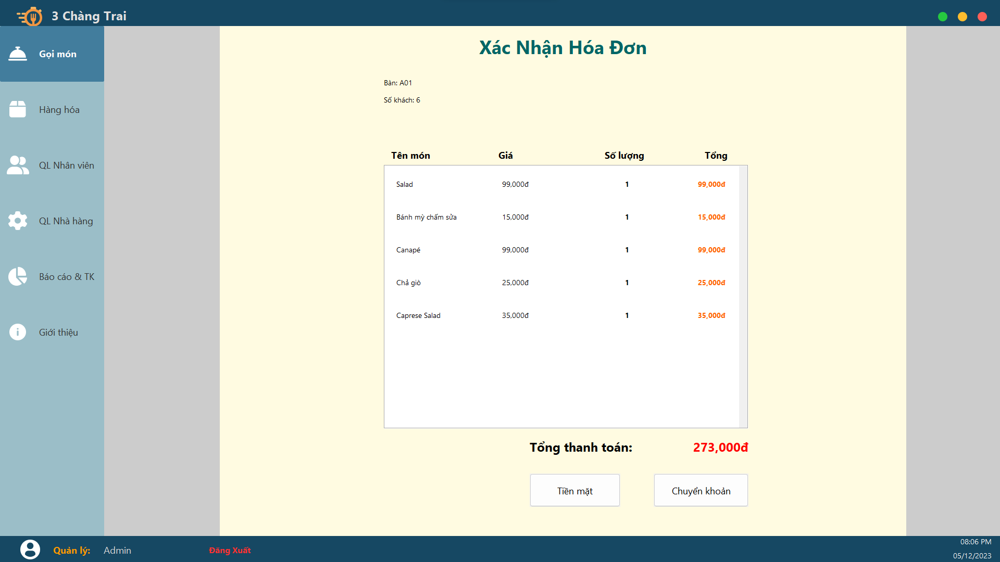 3 Chàng Trai
Gọi món
Hàng hóa
QL Nhân viên
QL Nhà hàng
Báo cáo & TK
Giới thiệu
Xác Nhận Hóa Đơn
Bàn: A01
Số khách: 6
Tên món Giá Số lượng Tổng
Salad 99,000đ 1 99,000đ
Bánh mỳ chấm sửa 15,000đ 1 15,000đ
Canapé 99,000đ 1 99,000đ
Chả giò 25,000đ 1 25,000đ
Caprese Salad 35,000đ 1 35,000đ
Tổng thanh toán: 273,000đ
Tiền mặt Chuyển khoản
Quản lý: Admin Đăng Xuất
08:06 PM
05/12/2023